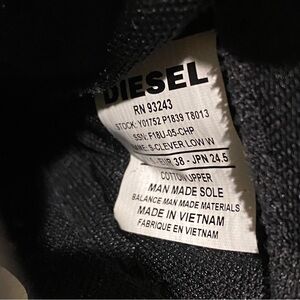 DIESEL
RN 93243
STOCK: Y01752 P1839 T8013
SSN: F18U-05-CHP
NAME: S-CLEVER LOW W
EUR 38 - JPN 24.5
COTTON UPPER
MAN MADE SOLE
BALANCE MAN MADE MATERIALS
MADE IN VIETNAM
FABRIQUE EN VIETNAM